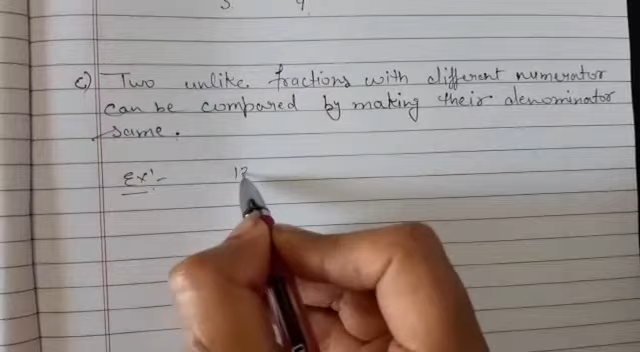 c) Two unlike fractions with different numerator
can be compared by making their denominator
same.
Ex:-